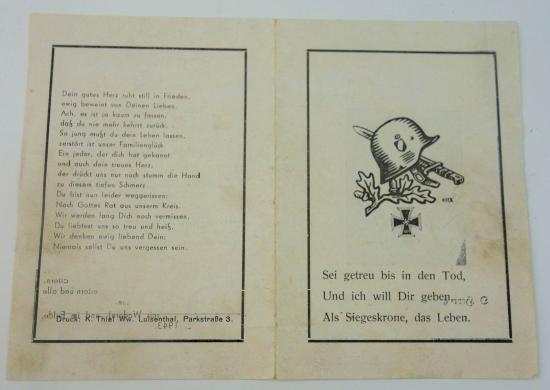 Dein gutes Herz ruht still in Frieden,
ewig beweint von Deinen Lieben.
Ach, es ist ja kaum zu fassen,
daß du nie mehr kehrst zurück.
So jung mußt du dein Leben lassen,
zerstört ist unser Familienglück.
Ein jeder, der dich hat gekannt
und auch dein treues Herz,
der drückt uns nur noch stumm die Hand
zu diesem tiefen Schmerz.
Du bist nun leider weggerissen;
Nach Gottes Rat aus unserm Kreis.
Wir werden lang Dich noch vermissen,
Du liebtest uns so treu und heiß.
Wir denken ewig liebend Dein;
Niemals sollst Du uns vergessen sein.
Druck: K. Thiel Ww. Luisenthal, Parkstraße 3.
Sei getreu bis in den Tod,
Und ich will Dir geben
Als Siegeskrone, das Leben.